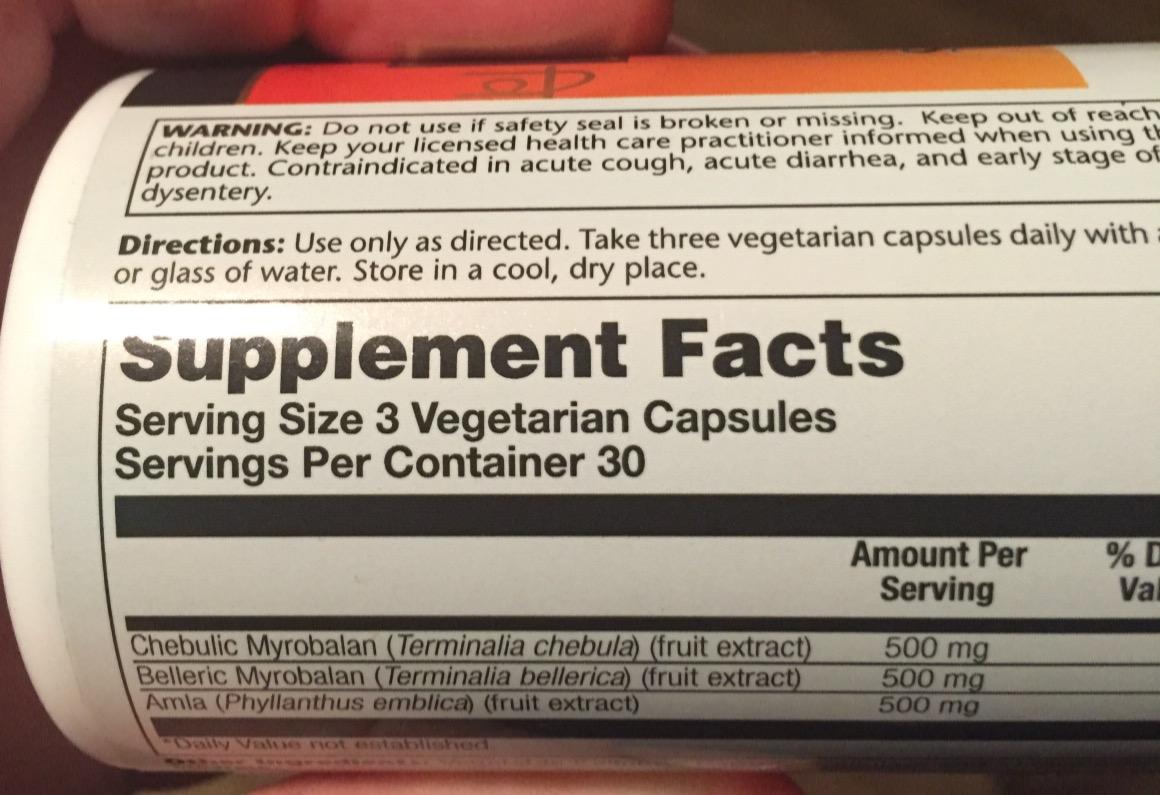 WARNING: Do not use if safety seal is broken or missing. Keep out of reach
children. Keep your licensed health care practitioner informed when using
product. Contraindicated in acute cough, acute diarrhea, and early stage of
dysentery.
Directions: Use only as directed. Take three vegetarian capsules daily with
or glass of water. Store in a cool, dry place.
Supplement Facts
Serving Size 3 Vegetarian Capsules
Servings Per Container 30
Amount Per
Serving
%
Chebulic Myrobalan (Terminalia chebula) (fruit extract) 500 mg
Belleric Myrobalan (Terminalia bellerica) (fruit extract) 500 mg
Amla (Phyllanthus emblica) (fruit extract) 500 mg
*Daily Value not established
Other Ingredients: